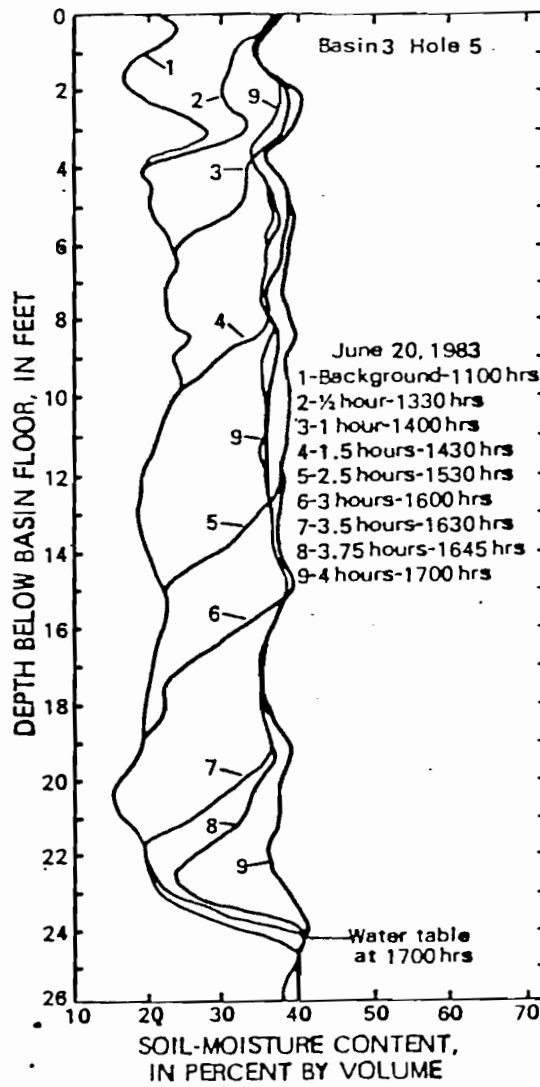 Basin 3 Hole 5
0
2
4
6
8
10
12
14
16
18
20
22
24
26
DEPTH BELOW BASIN FLOOR, IN FEET
1
2
9
3
4
9
5
6
7
8
9
June 20, 1983
1-Background-1100 hrs
2-½ hour-1330 hrs
3-1 hour-1400 hrs
4-1.5 hours-1430 hrs
5-2.5 hours-1530 hrs
6-3 hours-1600 hrs
7-3.5 hours-1630 hrs
8-3.75 hours-1645 hrs
9-4 hours-1700 hrs
Water table
at 1700 hrs
10 20 30 40 50 60 70
SOIL-MOISTURE CONTENT,
IN PERCENT BY VOLUME